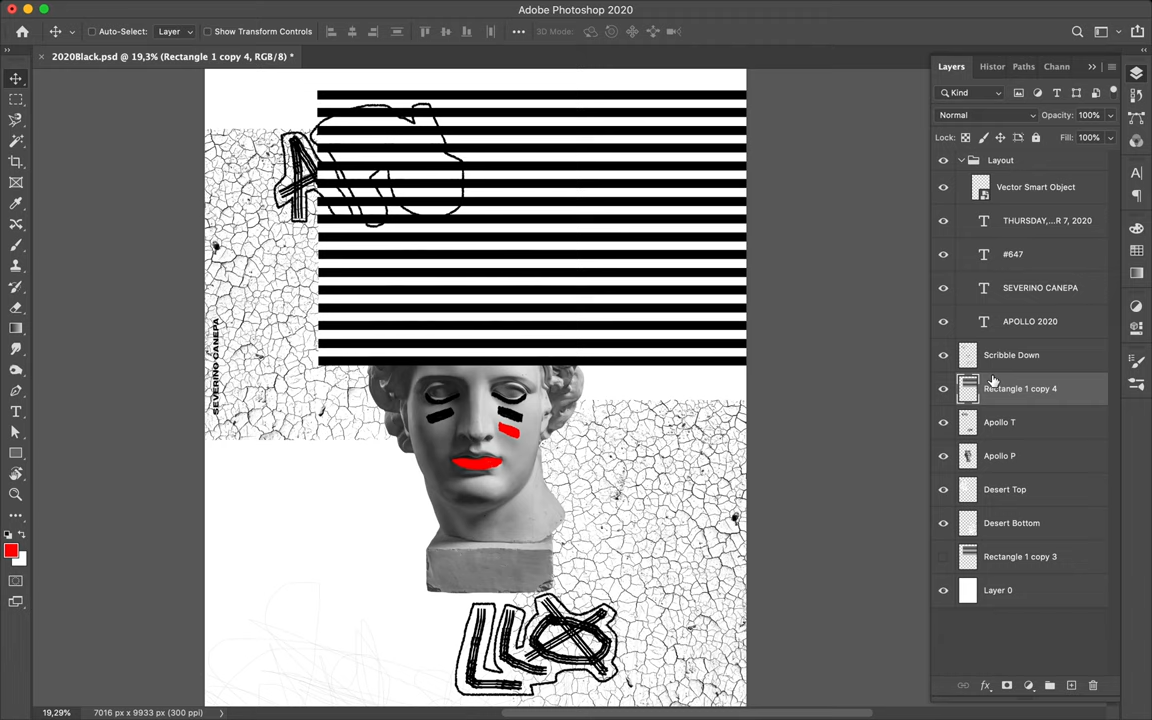 Adobe Photoshop 2020
Auto-Select:
Layer
Show Transform Controls
3D Mode:
2020Black.psd @ 19,3% (Rectangle 1 copy 4, RGB/8) *
Layers
Histor
Paths
Chann
Kind
Normal
Opacity:
100%
Lock:
Fill:
100%
Layout
Vector Smart Object
THURSDAY,...R 7, 2020
#647
SEVERINO CANEPA
APOLLO 2020
Scribble Down
Rectangle 1 copy 4
Apollo T
Apollo P
Desert Top
Desert Bottom
Rectangle 1 copy 3
Layer 0
SEVERINO CANEPA
LLO
19,29%
7016 px x 9933 px (300 ppi)